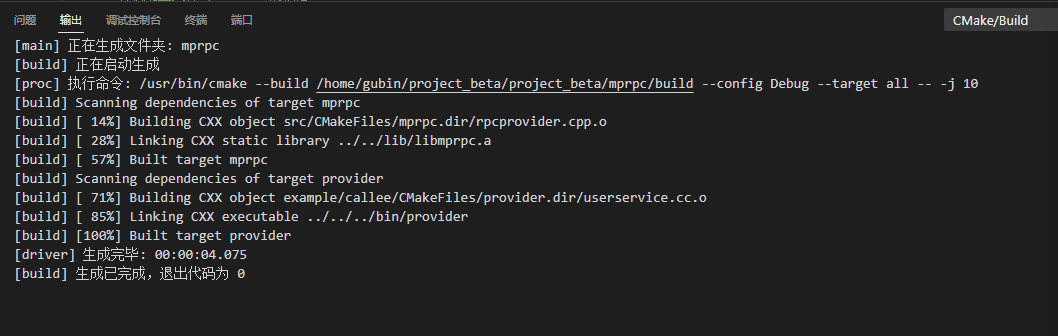 问题 输出 调试控制台 终端 端口 CMake/Build
[main] 正在生成文件夹: mprpc
[build] 正在启动生成
[proc] 执行命令: /usr/bin/cmake --build /home/gubin/project_beta/project_beta/mprpc/build --config Debug --target all -- -j 10
[build] Scanning dependencies of target mprpc
[build] [ 14%] Building CXX object src/CMakeFiles/mprpc.dir/rpcprovider.cpp.o
[build] [ 28%] Linking CXX static library ../../lib/libmprpc.a
[build] [ 57%] Built target mprpc
[build] Scanning dependencies of target provider
[build] [ 71%] Building CXX object example/callee/CMakeFiles/provider.dir/userservice.cc.o
[build] [ 85%] Linking CXX executable ../../../bin/provider
[build] [100%] Built target provider
[driver] 生成完毕: 00:00:04.075
[build] 生成已完成，退出代码为 0